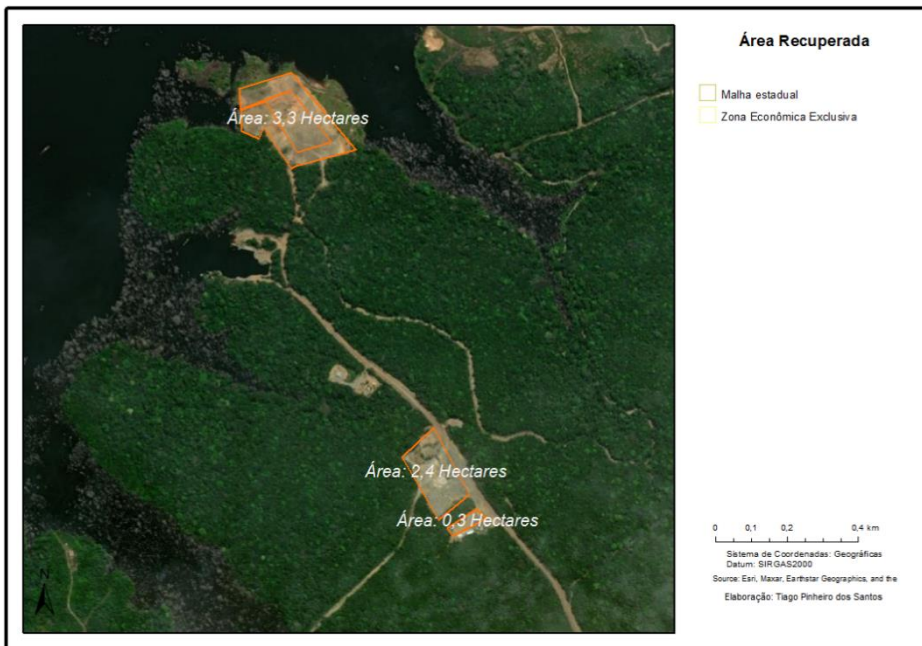 Área Recuperada
Malha estadual
Zona Econômica Exclusiva
Área: 3,3 Hectares
Área: 2,4 Hectares
Área: 0,3 Hectares
N
0 0,1 0,2 0,4 km
Sistema de Coordenadas: Geográficas
Datum: SIRGAS2000
Source: Esri, Maxar, Earthstar Geographics, and the
Elaboração: Tiago Pinheiro dos Santos